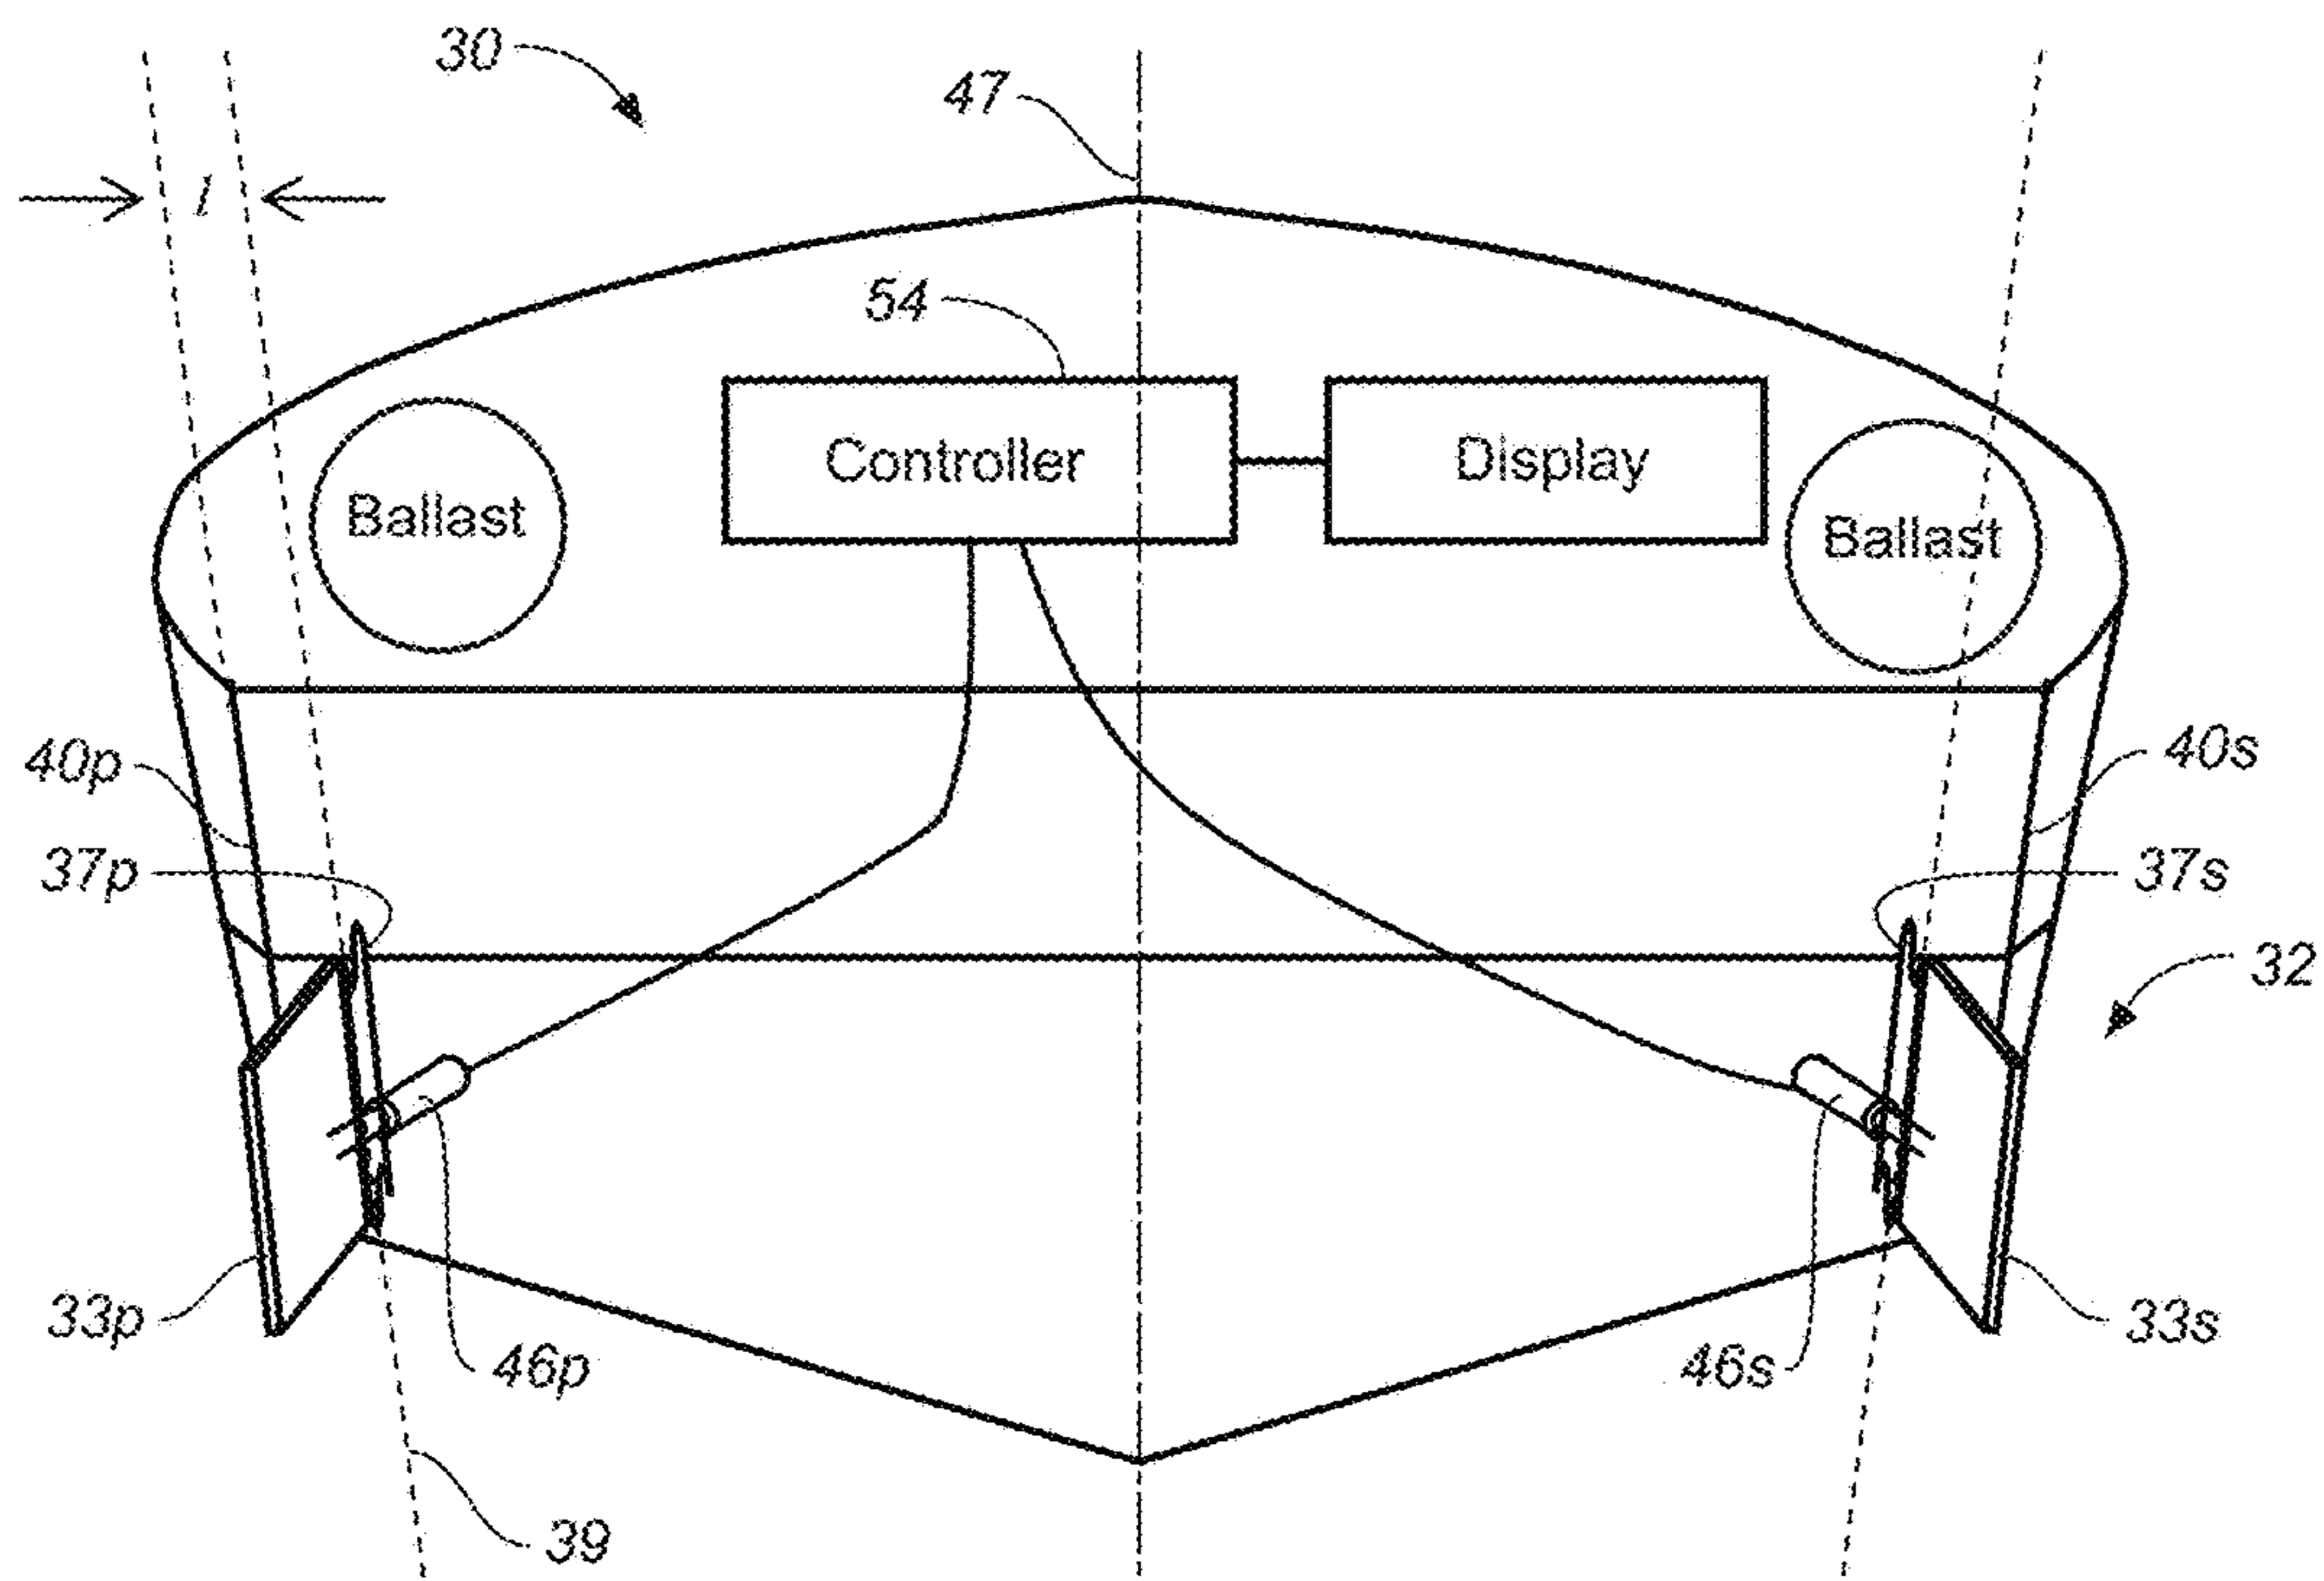 30
47
l
54
Controller
Display
Ballast
Ballast
40p
40s
37p
37s
32
33p
46p
46s
33s
39